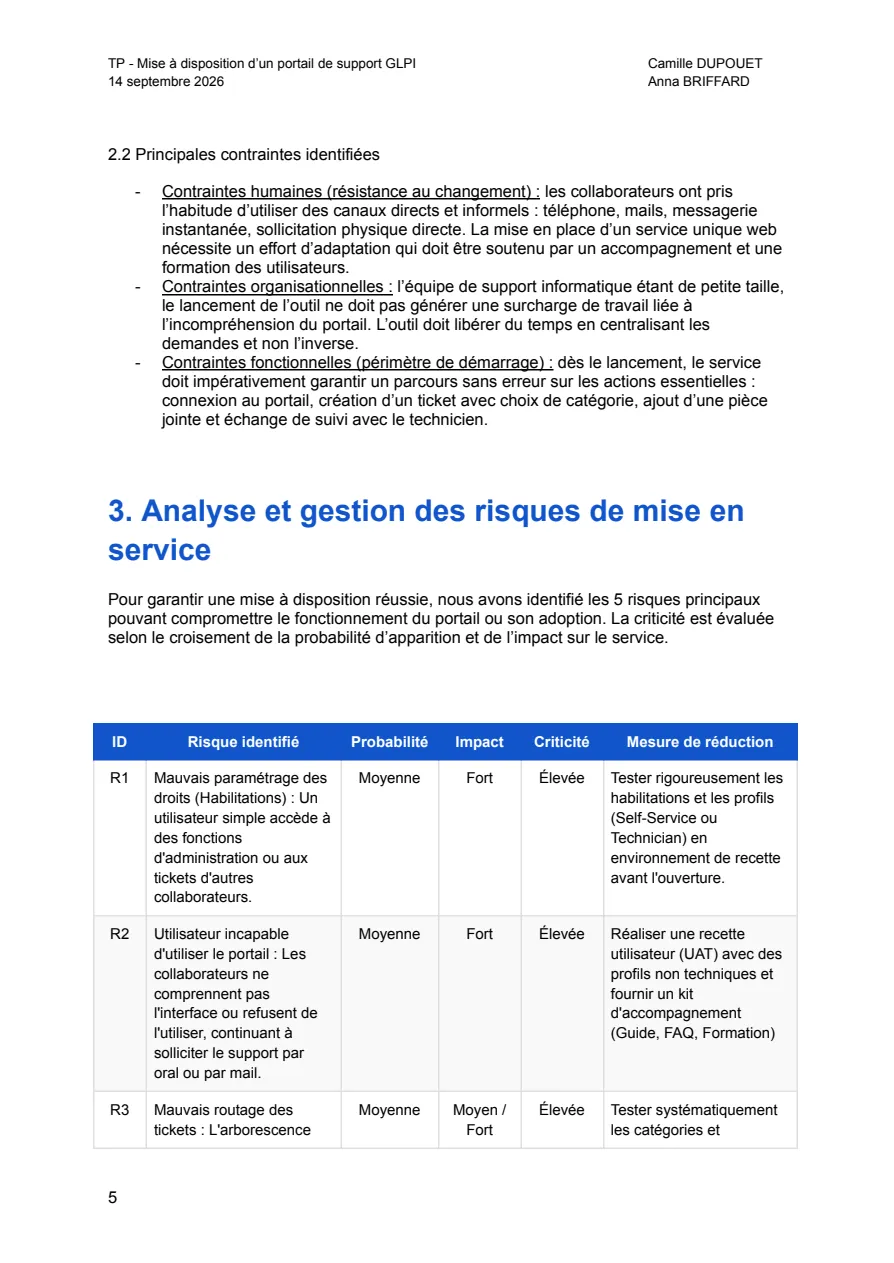 TP - Mise à disposition d’un portail de support GLPI
14 septembre 2026
Camille DUPOUET
Anna BRIFFARD
2.2 Principales contraintes identifiées
- Contraintes humaines (résistance au changement) : les collaborateurs ont pris
l’habitude d’utiliser des canaux directs et informels : téléphone, mails, messagerie
instantanée, sollicitation physique directe. La mise en place d’un service unique web
nécessite un effort d’adaptation qui doit être soutenu par un accompagnement et une
formation des utilisateurs.
- Contraintes organisationnelles : l’équipe de support informatique étant de petite taille,
le lancement de l’outil ne doit pas générer une surcharge de travail liée à
l’incompréhension du portail. L’outil doit libérer du temps en centralisant les
demandes et non l’inverse.
- Contraintes fonctionnelles (périmètre de démarrage) : dès le lancement, le service
doit impérativement garantir un parcours sans erreur sur les actions essentielles :
connexion au portail, création d’un ticket avec choix de catégorie, ajout d’une pièce
jointe et échange de suivi avec le technicien.
3. Analyse et gestion des risques de mise en
service
Pour garantir une mise à disposition réussie, nous avons identifié les 5 risques principaux
pouvant compromettre le fonctionnement du portail ou son adoption. La criticité est évaluée
selon le croisement de la probabilité d’apparition et de l’impact sur le service.
ID Risque identifié Probabilité Impact Criticité Mesure de réduction
R1
Mauvais paramétrage des
droits (Habilitations) : Un
utilisateur simple accède à
des fonctions
d'administration ou aux
tickets d'autres
collaborateurs.
Moyenne
Fort
Élevée
Tester rigoureusement les
habilitations et les profils
(Self-Service ou
Technician) en
environnement de recette
avant l'ouverture.
R2
Utilisateur incapable
d'utiliser le portail : Les
collaborateurs ne
comprennent pas
l'interface ou refusent de
l'utiliser, continuant à
solliciter le support par
oral ou par mail.
Moyenne
Fort
Élevée
Réaliser une recette
utilisateur (UAT) avec des
profils non techniques et
fournir un kit
d'accompagnement
(Guide, FAQ, Formation)
R3
Mauvais routage des
tickets : L'arborescence
Moyenne
Moyen /
Fort
Élevée
Tester systématiquement
les catégories et
5